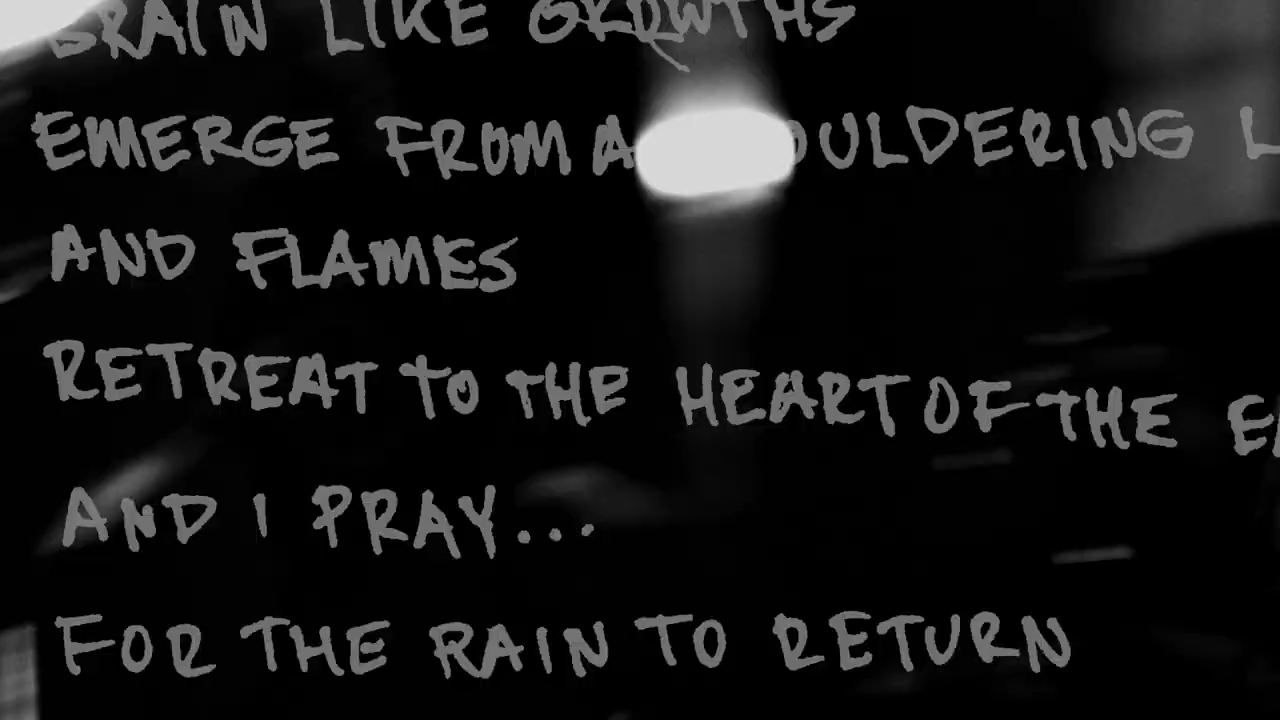 BRAIN LIKE GROWTHS
EMERGE FROM A
AND FLAMES
RETREAT TO THE HEART OF THE
AND I PRAY...
FOR THE RAIN TO RETURN